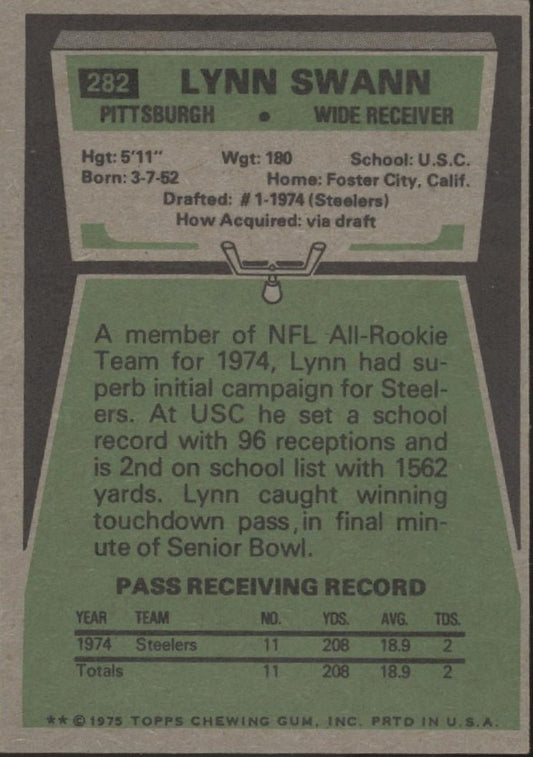 282 LYNN SWANN
PITTSBURGH • WIDE RECEIVER
Hgt: 5'11" Wgt: 180 School: U.S.C.
Born: 3-7-52 Home: Foster City, Calif.
Drafted: #1-1974 (Steelers)
How Acquired: via draft
A member of NFL All-Rookie
Team for 1974, Lynn had su-
perb initial campaign for Steel-
ers. At USC he set a school
record with 96 receptions and
is 2nd on school list with 1562
yards. Lynn caught winning
touchdown pass, in final min-
ute of Senior Bowl.
PASS RECEIVING RECORD
YEAR TEAM NO. YDS. AVG. TDS.
1974 Steelers 11 208 18.9 2
Totals 11 208 18.9 2
** © 1975 TOPPS CHEWING GUM, INC. PRTD IN U.S.A.